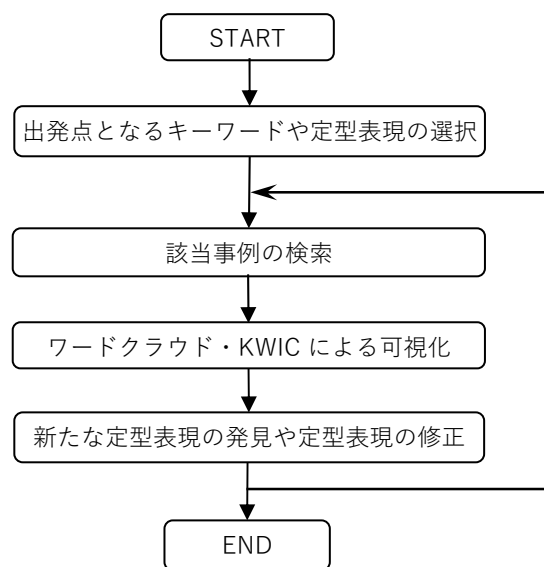 START
出発点となるキーワードや定型表現の選択
該当事例の検索
ワードクラウド・KWIC による可視化
新たな定型表現の発見や定型表現の修正
END